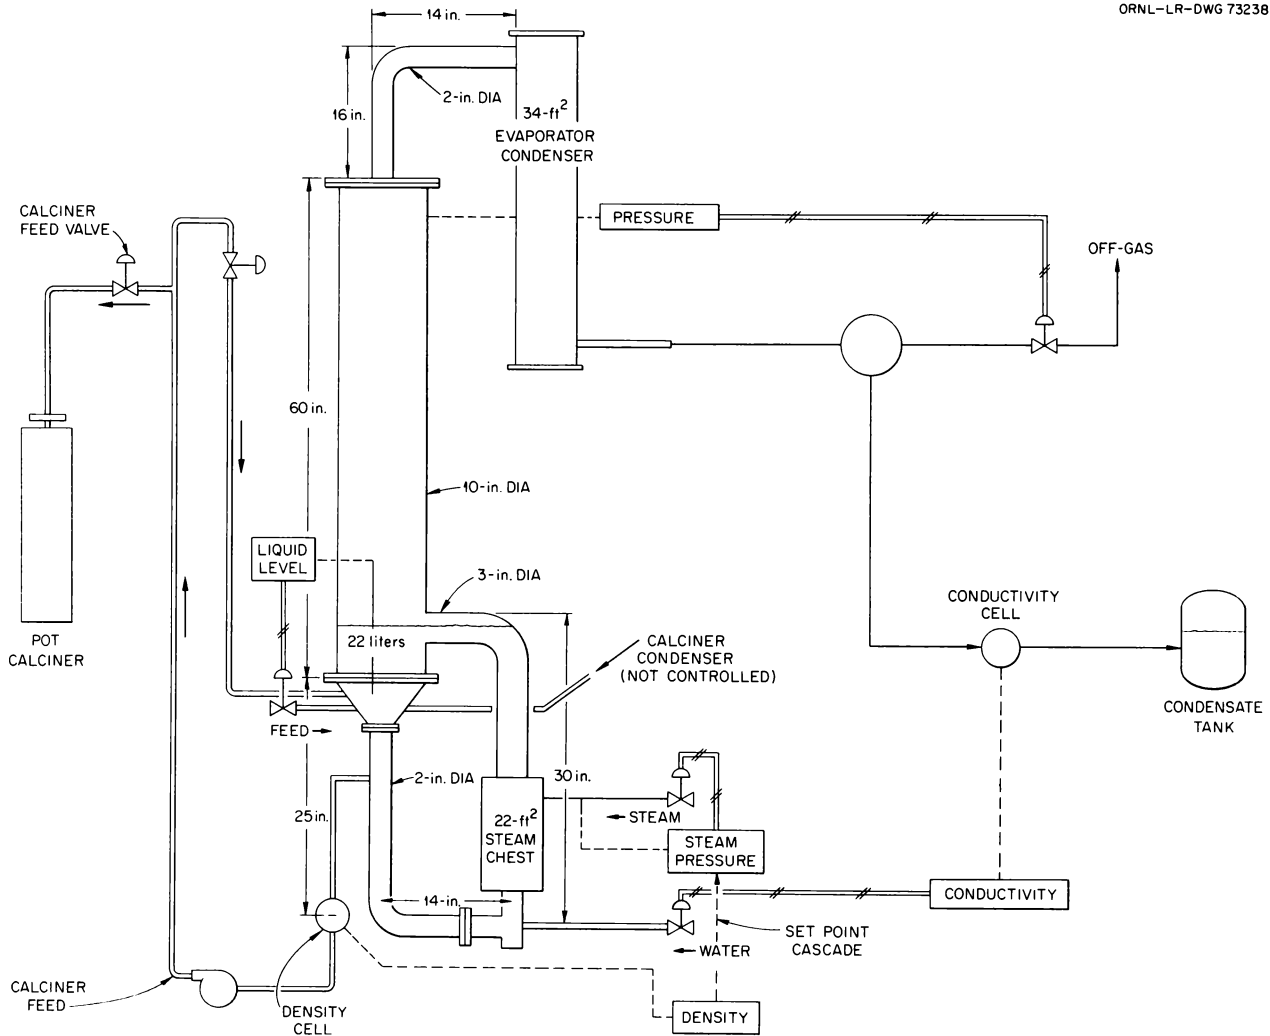 ORNL-LR-DWG 73238
14 in.
16 in.
2-in. DIA
34-ft²
EVAPORATOR
CONDENSER
CALCINER
FEED VALVE
PRESSURE
OFF-GAS
60 in.
10-in. DIA
LIQUID
LEVEL
3-in. DIA
22 liters
POT
CALCINER
CALCINER
CONDENSER
(NOT CONTROLLED)
CONDUCTIVITY
CELL
CONDENSATE
TANK
FEED
2-in. DIA
30 in.
25 in.
22-ft²
STEAM
CHEST
STEAM
STEAM
PRESSURE
14-in.
CONDUCTIVITY
WATER
SET POINT
CASCADE
CALCINER
FEED
DENSITY
CELL
DENSITY